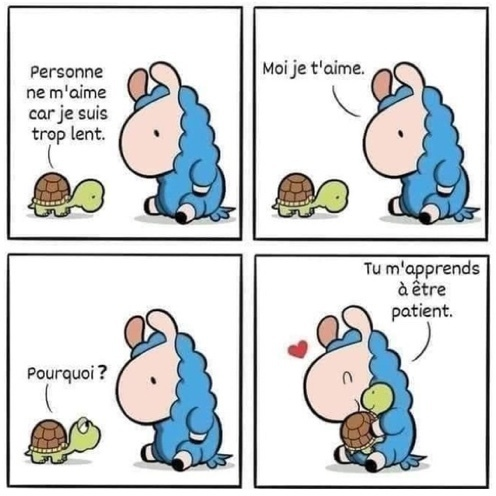 Personne
ne m'aime
car je suis
trop lent.
Moi je t'aime.
Pourquoi ?
Tu m'apprends
à être
patient.